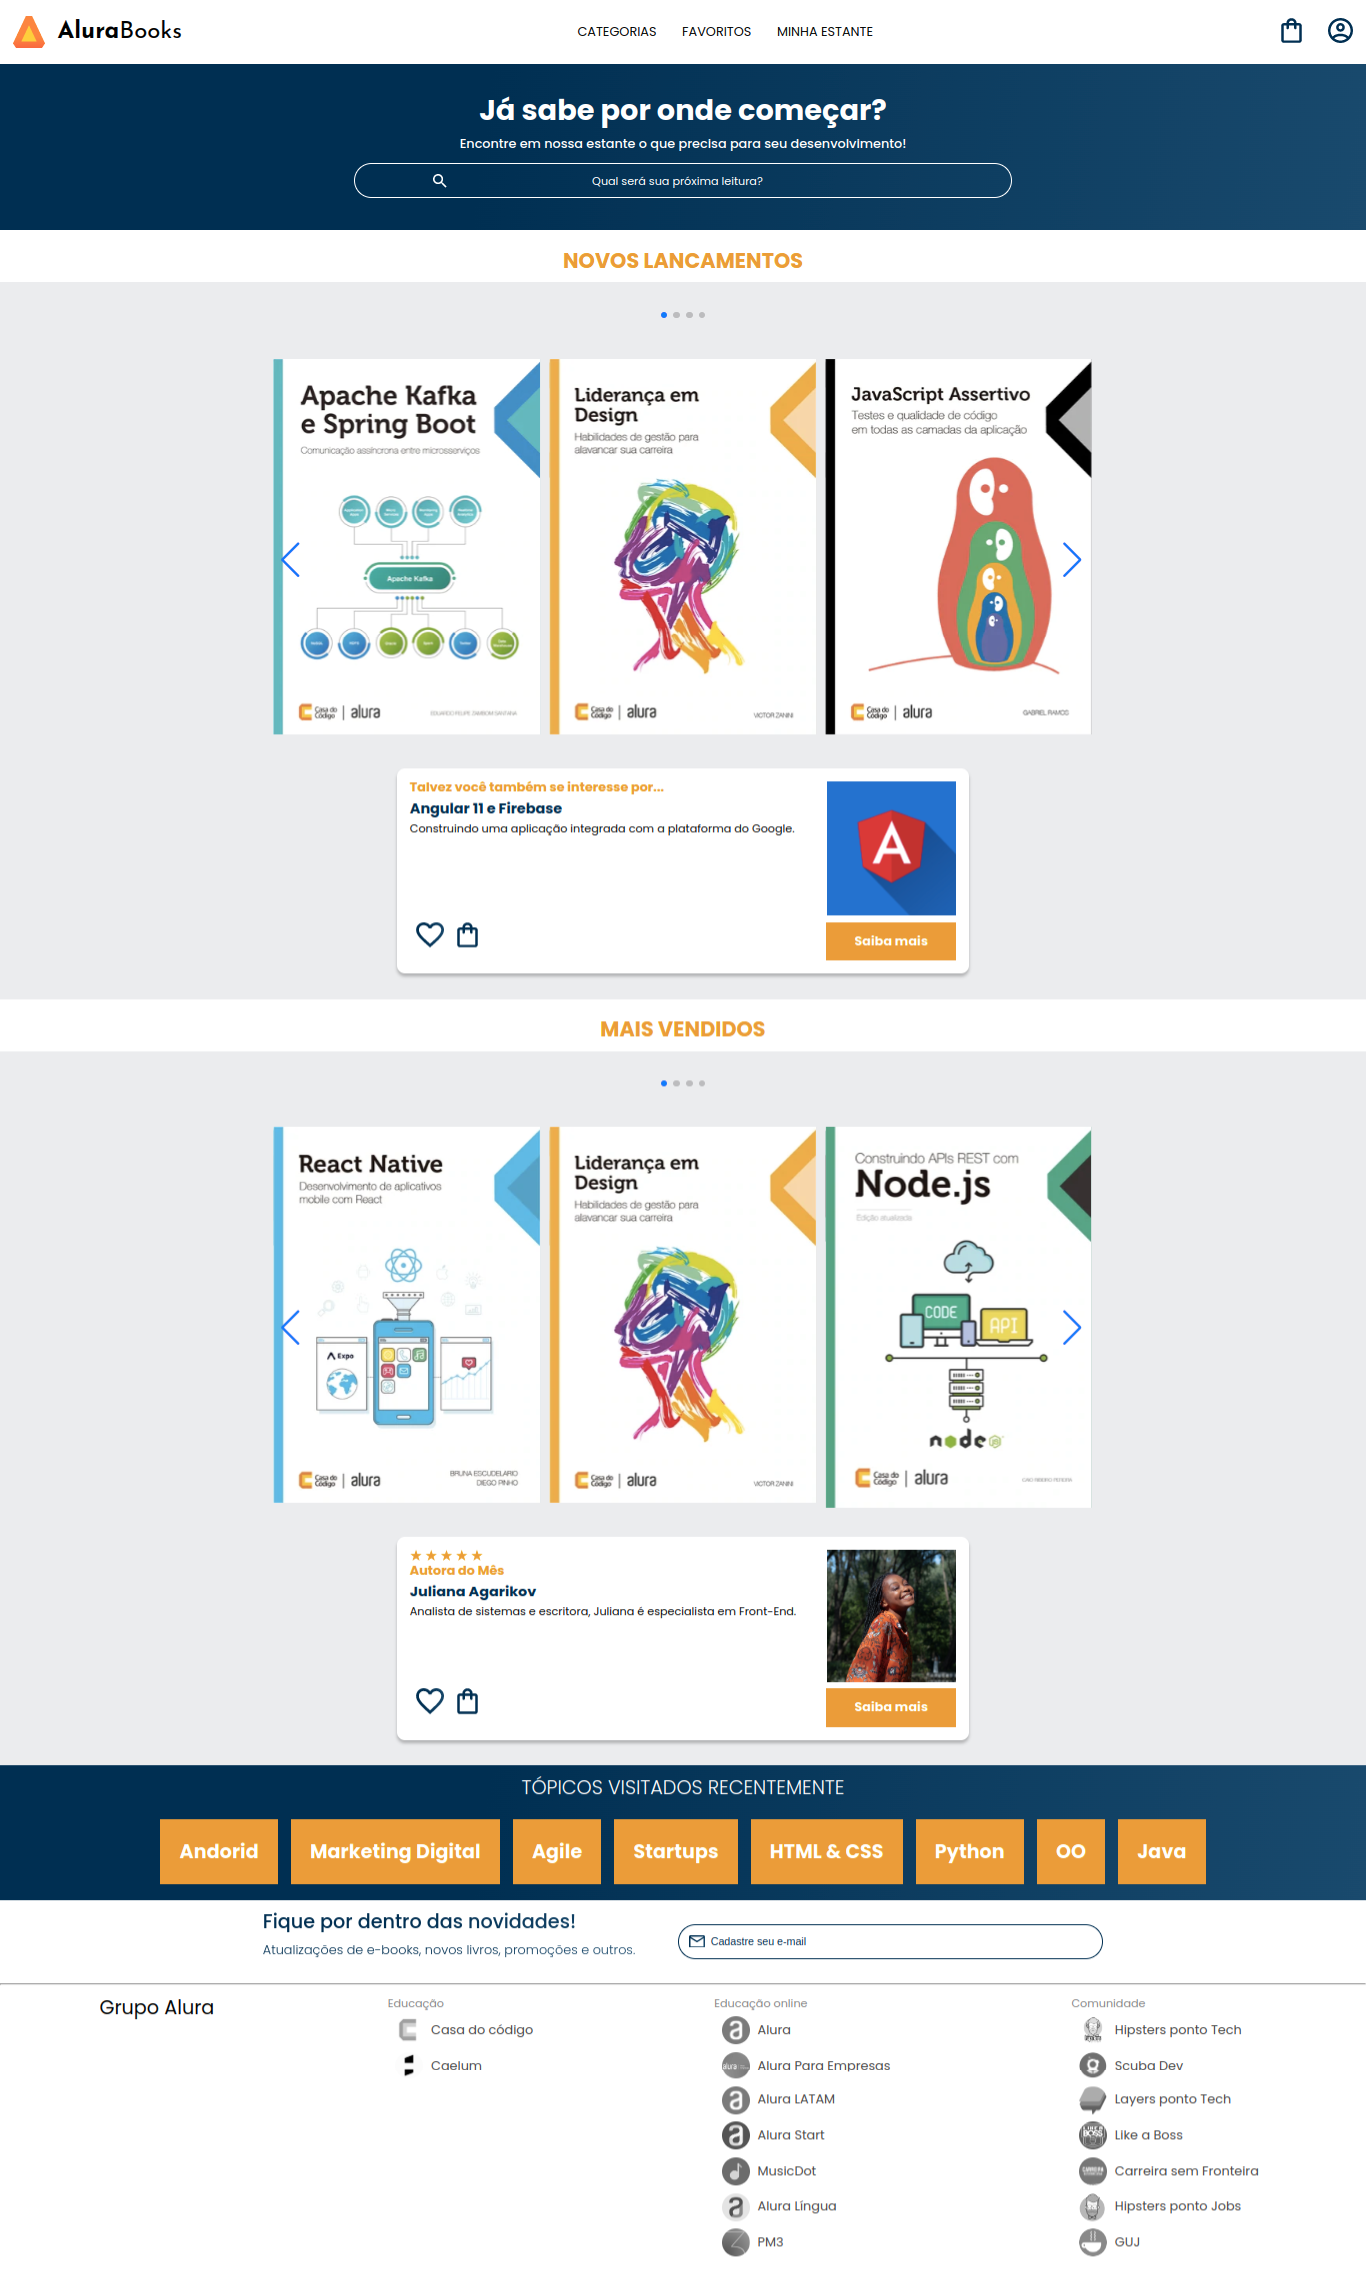 AluraBooks
CATEGORIAS
FAVORITOS
MINHA ESTANTE
Já sabe por onde começar?
Encontre em nossa estante o que precisa para seu desenvolvimento!
Qual será sua próxima leitura?
NOVOS LANCAMENTOS
Apache Kafka
e Spring Boot
Comunicação assíncrona entre microsserviços
Apache Kafka
Casa do
Código
alura
EDUARDO FELIPE ZAMBOM SANTANA
Liderança em
Design
Habilidades de gestão para
alavancar sua carreira
Casa do
Código
alura
VICTOR ZANINI
JavaScript Assertivo
Testes e qualidade de código
em todas as camadas da aplicação
Casa do
Código
alura
GABRIEL RAMOS
Talvez você também se interesse por...
Angular 11 e Firebase
Construindo uma aplicação integrada com a plataforma do Google.
A
Saiba mais
MAIS VENDIDOS
React Native
Desenvolvimento de aplicativos
mobile com React
Expo
Casa do
Código
alura
BRUNA ESCUDELARIO
DIEGO PINHO
Liderança em
Design
Habilidades de gestão para
alavancar sua carreira
Casa do
Código
alura
VICTOR ZANINI
Construindo APIs REST com
Node.js
Edição atualizada
CODE
API
node
Casa do
Código
alura
CAIO RIBEIRO PEREIRA
Autora do Mês
Juliana Agarikov
Analista de sistemas e escritora, Juliana é especialista em Front-End.
Saiba mais
TÓPICOS VISITADOS RECENTEMENTE
Andorid
Marketing Digital
Agile
Startups
HTML & CSS
Python
OO
Java
Fique por dentro das novidades!
Atualizações de e-books, novos livros, promoções e outros.
Cadastre seu e-mail
Grupo Alura
Educação
Casa do código
Caelum
Educação online
Alura
Alura Para Empresas
Alura LATAM
Alura Start
MusicDot
Alura Língua
PM3
Comunidade
Hipsters ponto Tech
Scuba Dev
Layers ponto Tech
Like a Boss
Carreira sem Fronteira
Hipsters ponto Jobs
GUJ